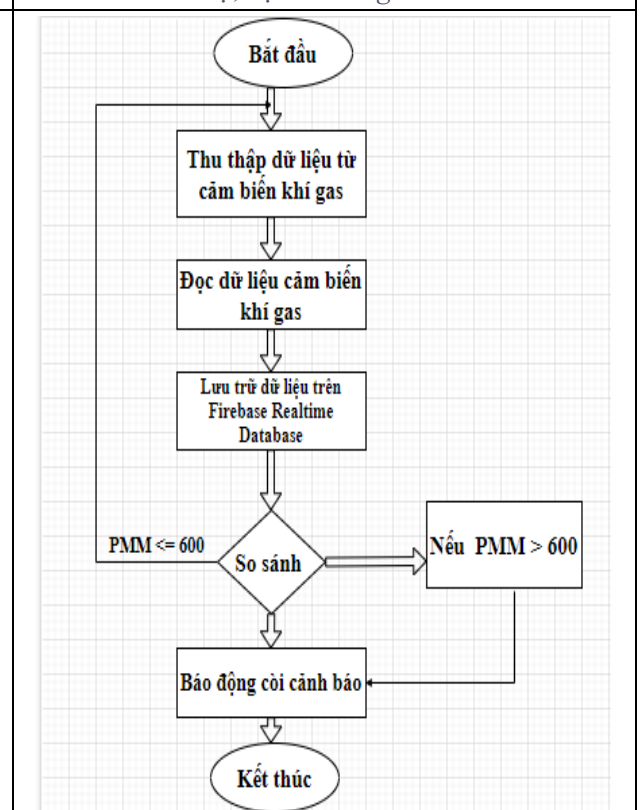 Bắt đầu
Thu thập dữ liệu từ
cảm biến khí gas
Đọc dữ liệu cảm biến
khí gas
Lưu trữ dữ liệu trên
Firebase Realtime
Database
PMM <= 600
So sánh
Nếu PMM > 600
Báo động còi cảnh báo
Kết thúc